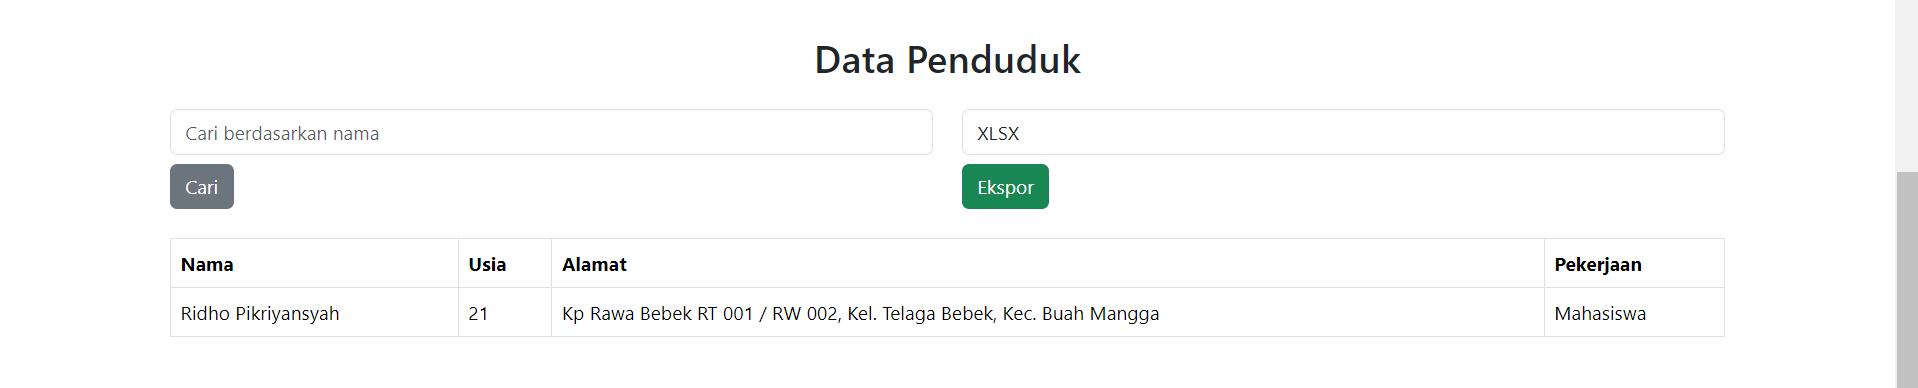 Data Penduduk
Cari berdasarkan nama
XLSX
Cari
Ekspor
Nama Usia Alamat Pekerjaan
Ridho Pikriyansyah 21 Kp Rawa Bebek RT 001 / RW 002, Kel. Telaga Bebek, Kec. Buah Mangga Mahasiswa